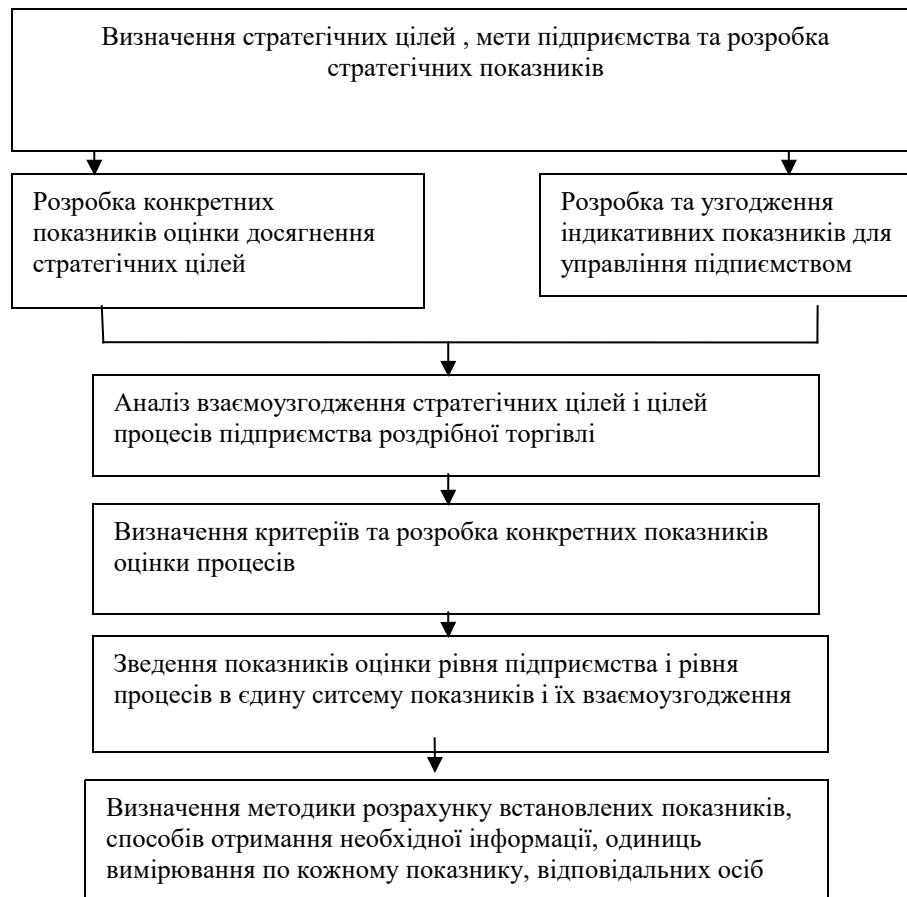 Визначення стратегічних цілей , мети підприємства та розробка
стратегічних показників
Розробка конкретних
показників оцінки досягнення
стратегічних цілей
Розробка та узгодження
індикативних показників для
управління підпиємством
Аналіз взаємоузгодження стратегічних цілей і цілей
процесів підприємства роздрібної торгівлі
Визначення критеріїв та розробка конкретних показників
оцінки процесів
Зведення показників оцінки рівня підприємства і рівня
процесів в єдину ситсему показників і їх взаємоузгодження
Визначення методики розрахунку встановлених показників,
способів отримання необхідної інформації, одиниць
вимірювання по кожному показнику, відповідальних осіб